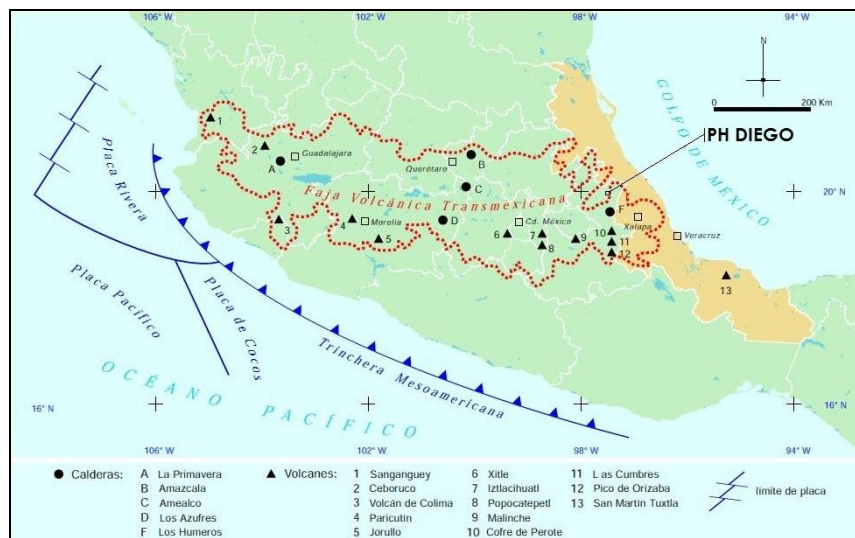 106° W
102° W
98° W
94° W
N
0
200 Km
GOLFO DE MÉXICO
PH DIEGO
1
2
A
Guadalajara
Querétaro
B
C
Placa Rivera
Faja Volcánica Transmexicana
20° N
3
4
Morelia
5
D
Cd. México
6
7
8
9
10
11
12
F
Xalapa
Veracruz
13
Placa Pacífico
Placa de Cocos
Trinchera Mesoamericana
OCÉANO PACÍFICO
16° N
16° N
106° W
102° W
98° W
94° W
Calderas:
A La Primavera
B Amazcala
C Amealco
D Los Azufres
F Los Humeros
Volcanes:
1 Sanganguey
2 Ceboruco
3 Volcán de Colima
4 Paricutín
5 Jorullo
6 Xitle
7 Iztlacihuatl
8 Popocatepetl
9 Malinche
10 Cofre de Perote
11 L as Cumbres
12 Pico de Orizaba
13 San Martín Tuxtla
limite de placa